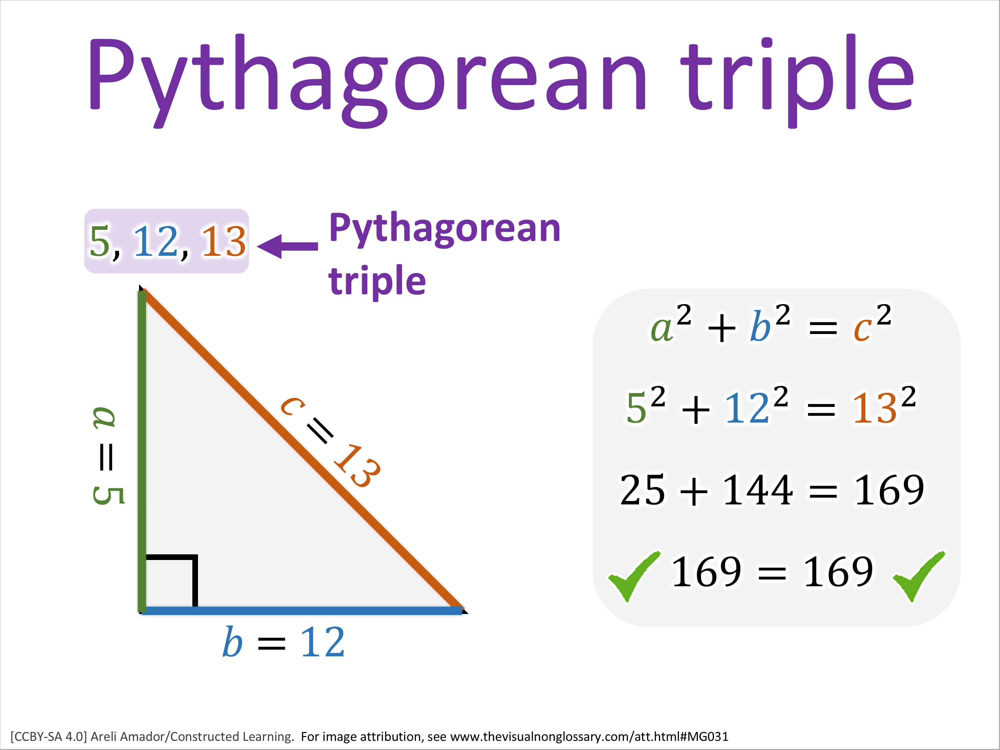 Pythagorean triple
5, 12, 13
Pythagorean
triple
a = 5
c = 13
b = 12
a² + b² = c²
5² + 12² = 13²
25 + 144 = 169
169 = 169
[CCBY-SA 4.0] Areli Amador/Constructed Learning.  For image attribution, see www.thevisualnonglossary.com/att.html#MG031